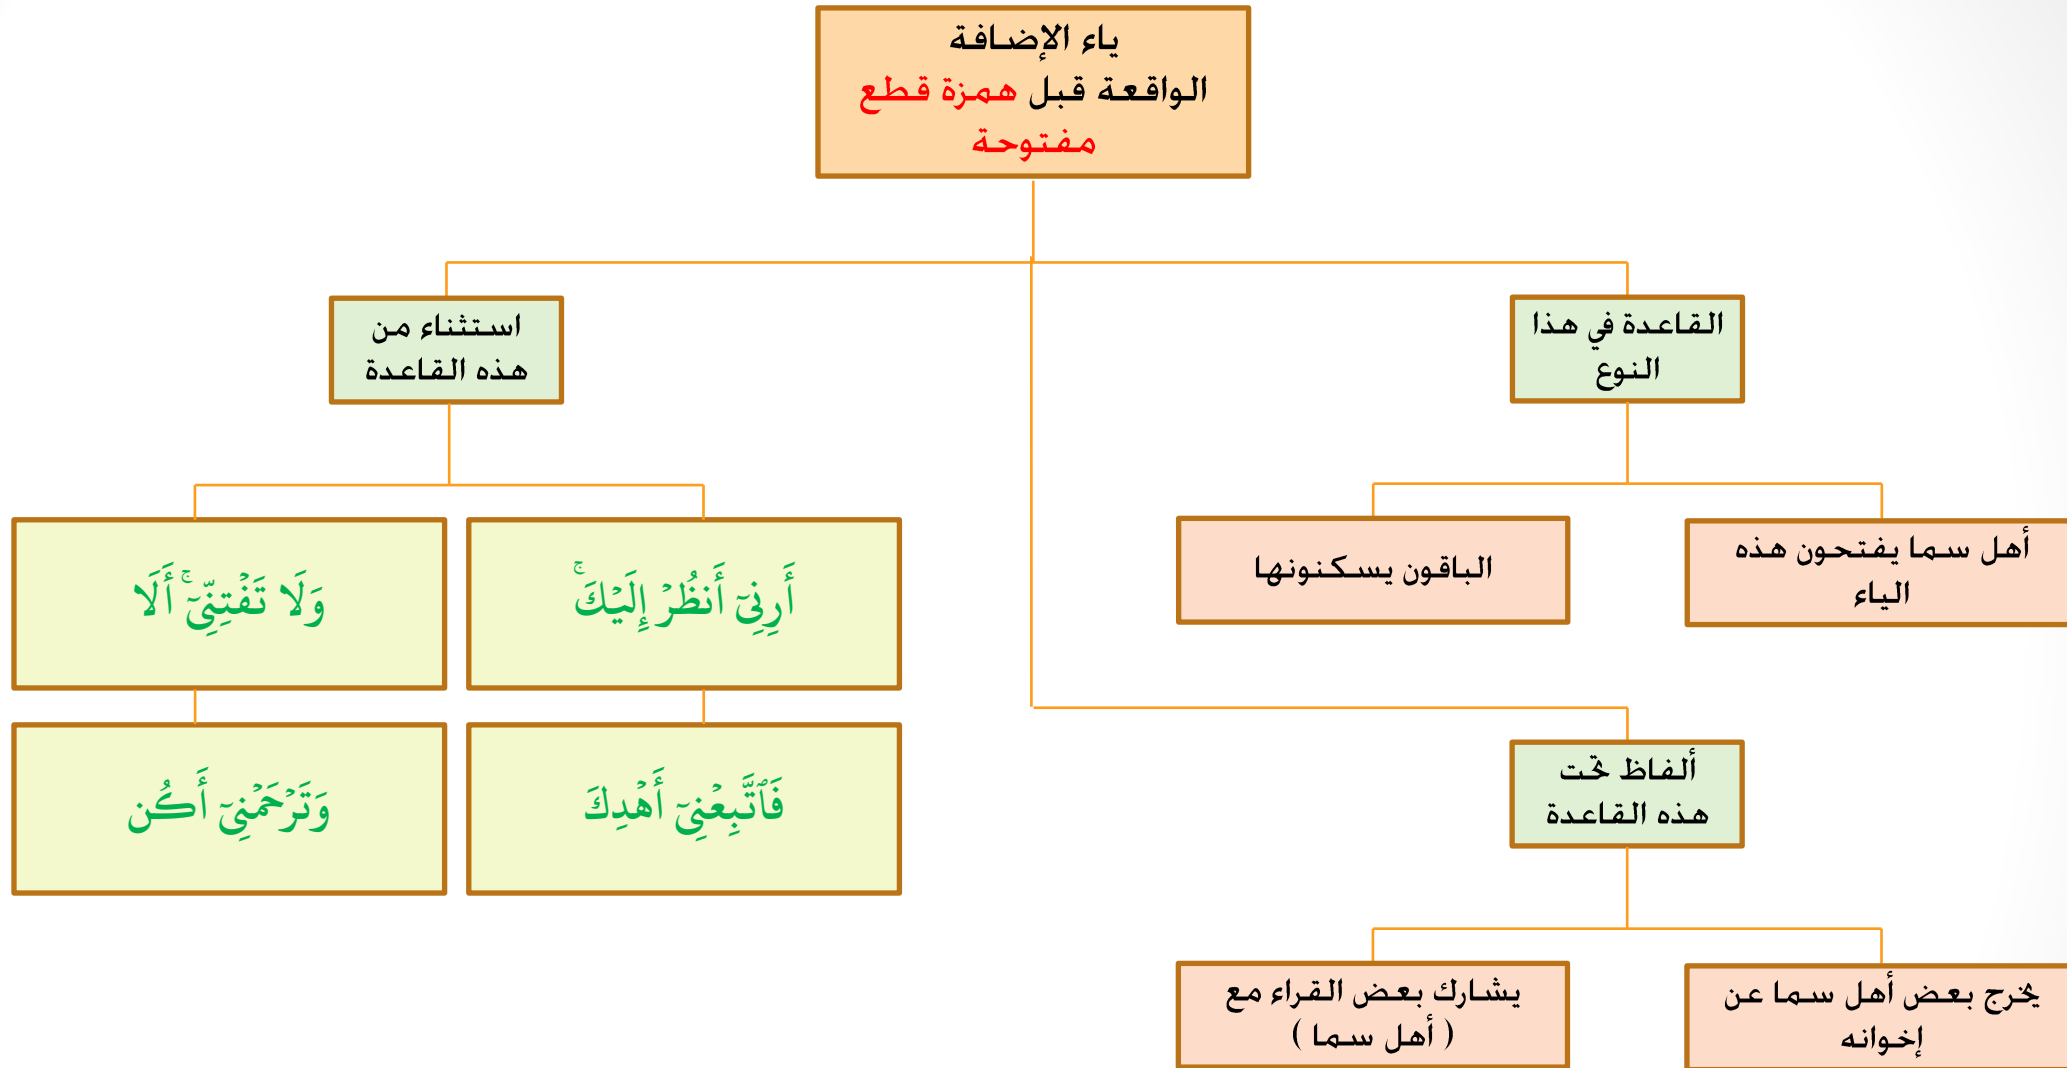 ياء الإضافة
الواقعة قبل همزة قطع
مفتوحة
القاعدة في هذا
النوع
استثناء من
هذه القاعدة
أهل سما يفتحون هذه
الياء
الباقون يسكنونها
أَرِنِيٓ أَنظُرۡ إِلَيۡكَۚ
وَلَا تَفۡتِنِّيٓۚ أَلَا
فَٱتَّبِعۡنِيٓ أَهۡدِكَ
وَتَرۡحَمۡنِيٓ أَكُن
ألفاظ تحت
هذه القاعدة
يخرج بعض أهل سما عن
إخوانه
يشارك بعض القراء مع
( أهل سما )